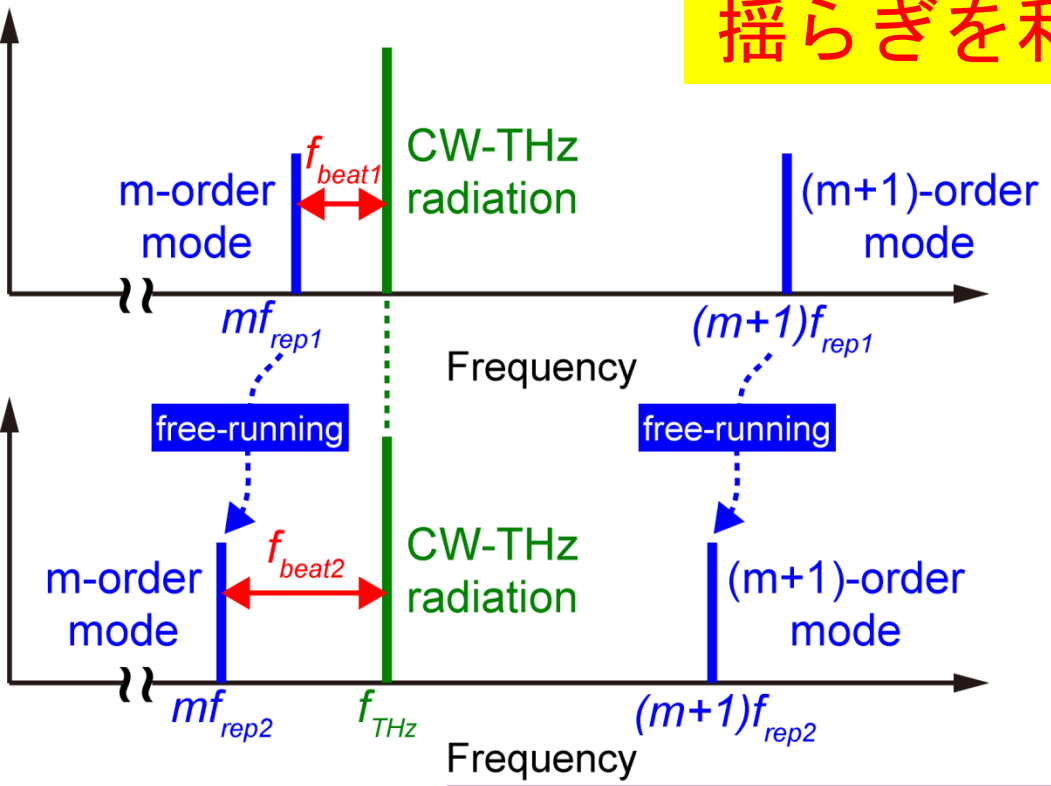 揺らぎを利
f_beat1
CW-THz
radiation
m-order
mode
(m+1)-order
mode
mf_rep1
(m+1)f_rep1
Frequency
free-running
free-running
f_beat2
CW-THz
radiation
m-order
mode
(m+1)-order
mode
mf_rep2
f_THz
(m+1)f_rep2
Frequency